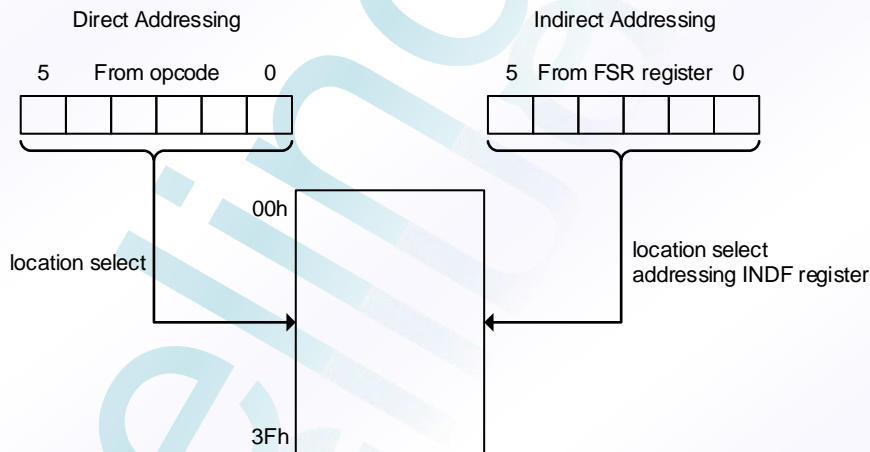 Direct Addressing
Indirect Addressing
5 From opcode 0
5 From FSR register 0
00h
location select
location select
addressing INDF register
3Fh